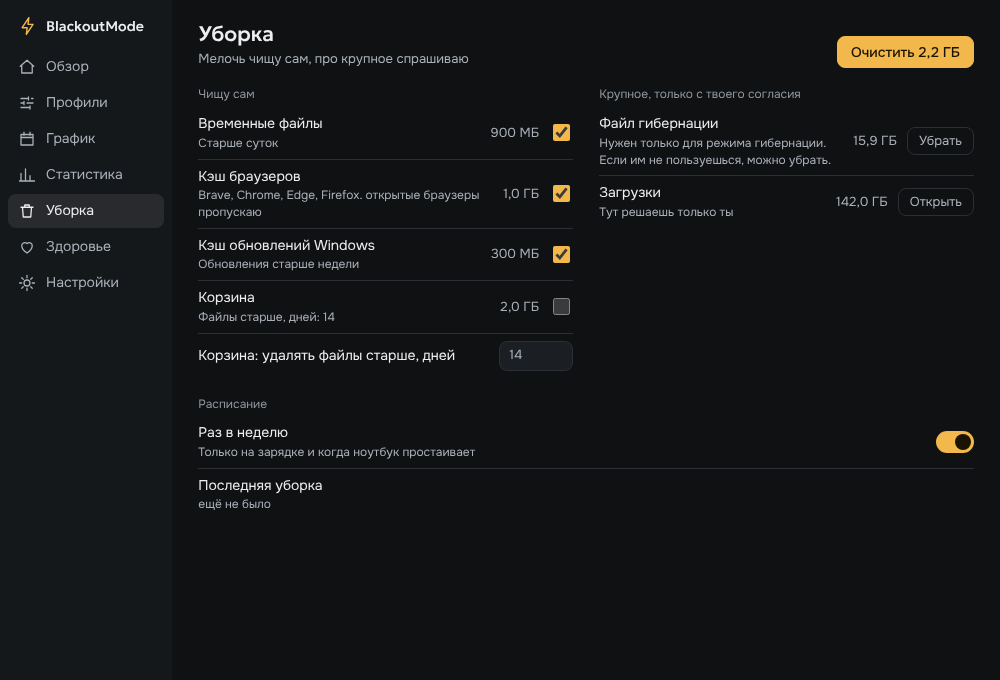 BlackoutMode
Обзор
Профили
График
Статистика
Уборка
Здоровье
Настройки
Уборка
Мелочь чищу сам, про крупное спрашиваю
Очистить 2,2 ГБ
Чищу сам
Временные файлы
Старше суток
900 МБ
Кэш браузеров
Brave, Chrome, Edge, Firefox. открытые браузеры
пропускаю
1,0 ГБ
Кэш обновлений Windows
Обновления старше недели
300 МБ
Корзина
Файлы старше, дней: 14
2,0 ГБ
Корзина: удалять файлы старше, дней
14
Крупное, только с твоего согласия
Файл гибернации
Нужен только для режима гибернации.
Если им не пользуешься, можно убрать.
15,9 ГБ
Убрать
Загрузки
Тут решаешь только ты
142,0 ГБ
Открыть
Расписание
Раз в неделю
Только на зарядке и когда ноутбук простаивает
Последняя уборка
ещё не было